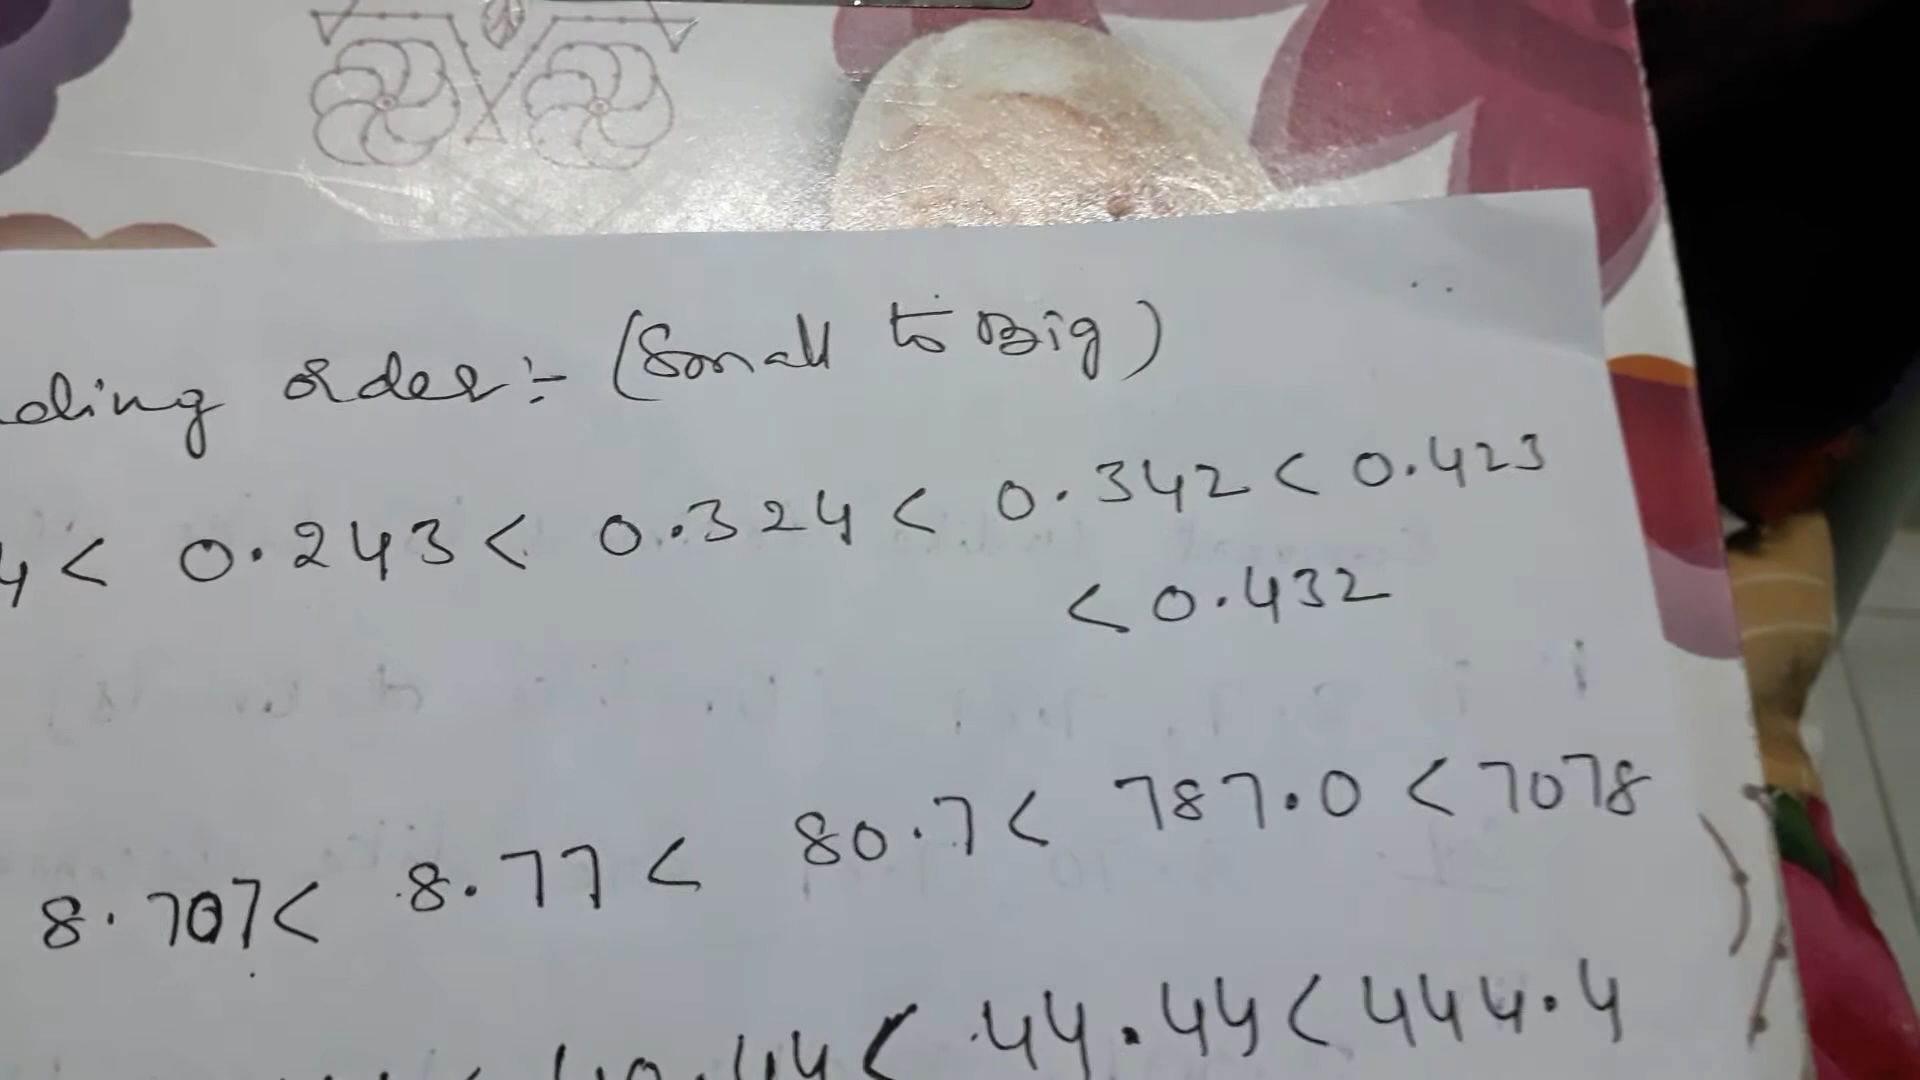 order:- (Small to Big)
< 0.243 < 0.324 < 0.342 < 0.423
< 0.432
8.707 < 8.77 < 80.7 < 787.0 < 7078
< 44.44 < 444.4